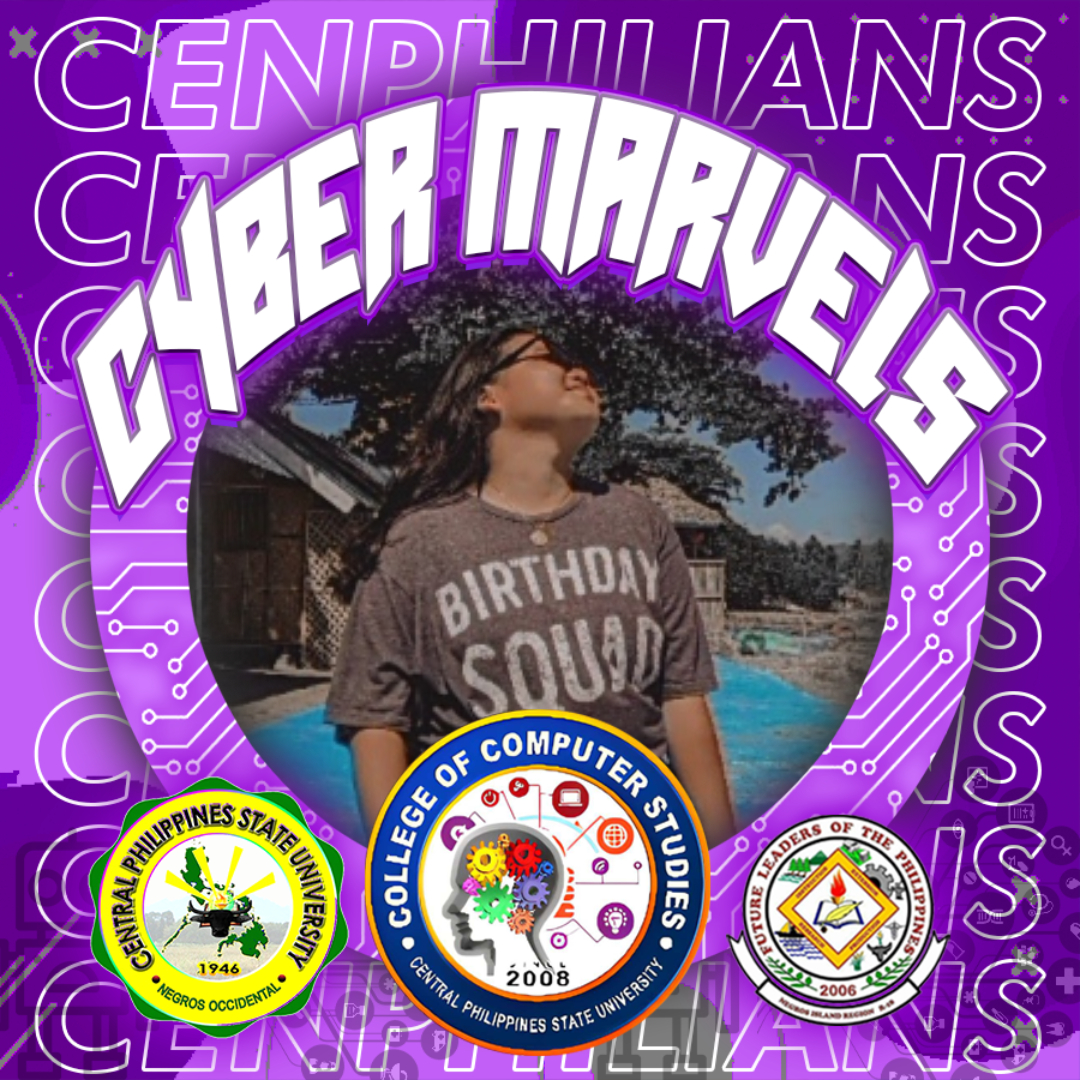 CENPHILIANS
CYBER MARVELS
BIRTHDAY
SQUAD
COLLEGE OF COMPUTER STUDIES
CENTRAL PHILIPPINES STATE UNIVERSITY
2008
CENTRAL PHILIPPINES STATE UNIVERSITY
1946
NEGROS OCCIDENTAL
FUTURE LEADERS OF THE PHILIPPINES
2006
NEGROS ISLAND REGION
CENPHILIANS